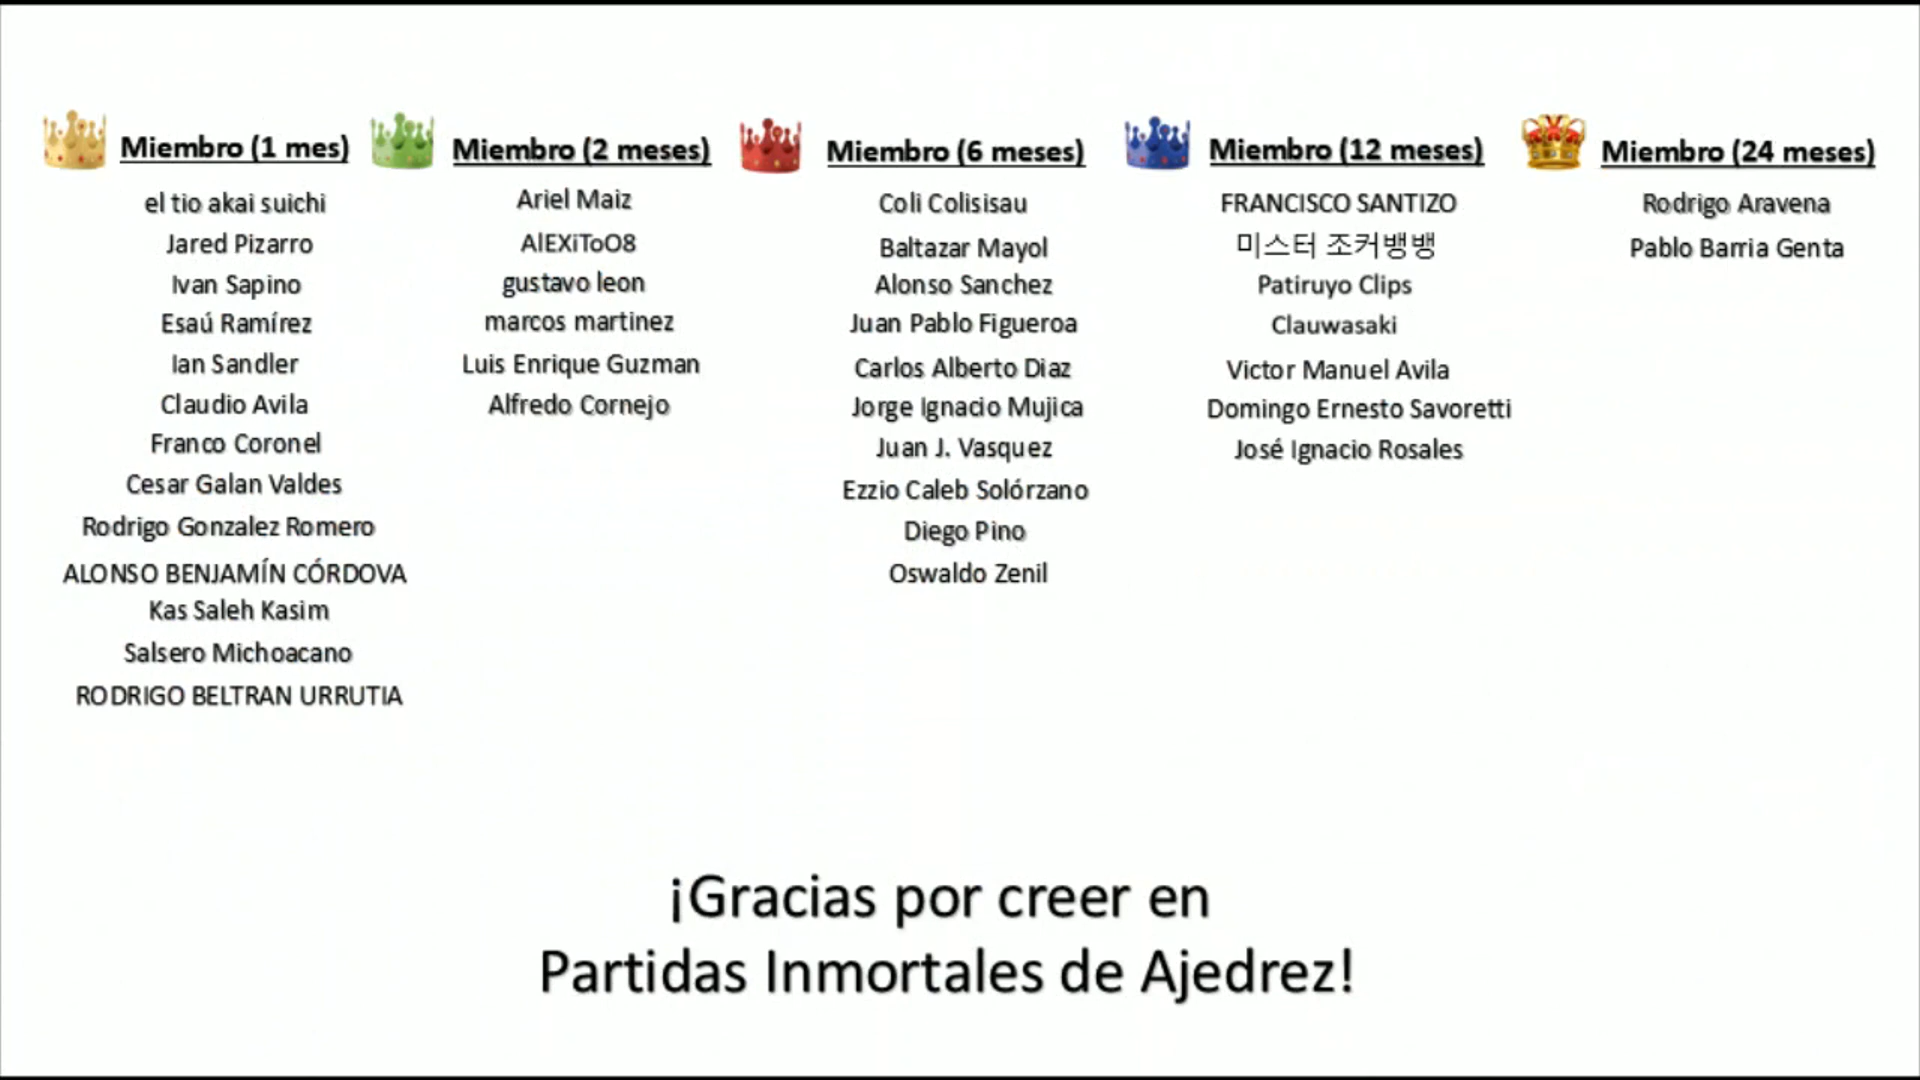 Miembro (1 mes)
el tio akai suichi
Jared Pizarro
Ivan Sapino
Esaú Ramírez
Ian Sandler
Claudio Avila
Franco Coronel
Cesar Galan Valdes
Rodrigo Gonzalez Romero
ALONSO BENJAMÍN CÓRDOVA
Kas Saleh Kasim
Salsero Michoacano
RODRIGO BELTRAN URRUTIA
Miembro (2 meses)
Ariel Maiz
AlEXiToO8
gustavo leon
marcos martinez
Luis Enrique Guzman
Alfredo Cornejo
Miembro (6 meses)
Coli Colisisau
Baltazar Mayol
Alonso Sanchez
Juan Pablo Figueroa
Carlos Alberto Diaz
Jorge Ignacio Mujica
Juan J. Vasquez
Ezzio Caleb Solórzano
Diego Pino
Oswaldo Zenil
Miembro (12 meses)
FRANCISCO SANTIZO
미스터 조커뱅뱅
Patiruyo Clips
Clauwasaki
Victor Manuel Avila
Domingo Ernesto Savoretti
José Ignacio Rosales
Miembro (24 meses)
Rodrigo Aravena
Pablo Barria Genta
¡Gracias por creer en
Partidas Inmortales de Ajedrez!